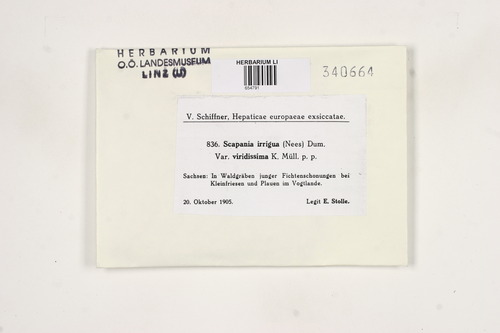 HERBARIUM
O.Ö. LANDESMUSEUM
LINZ (LI)
HERBARIUM LI
654791
340664
V. Schiffner, Hepaticae europaeae exsiccatae.
836. Scapania irrigua (Nees) Dum.
Var. viridissima K. Müll. p. p.
Sachsen: In Waldgräben junger Fichtenschonungen bei
Kleinfriesen und Plauen im Vogtlande.
20. Oktober 1905. Legit E. Stolle.